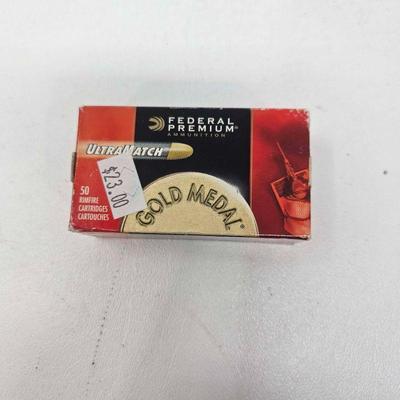 FEDERAL
PREMIUM®
AMMUNITION
ULTRAMATCH
$23.00
50
RIMFIRE
CARTRIDGES
CARTOUCHES
GOLD MEDAL®